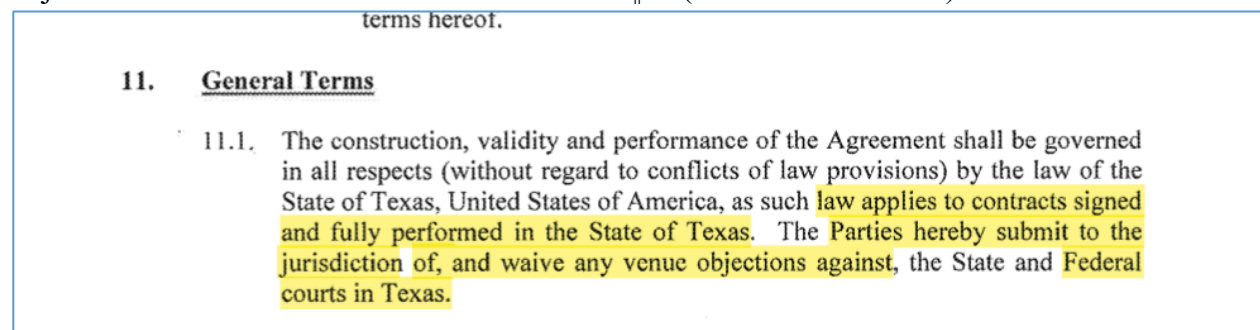 terms hereof.
11. General Terms
11.1. The construction, validity and performance of the Agreement shall be governed
in all respects (without regard to conflicts of law provisions) by the law of the
State of Texas, United States of America, as such law applies to contracts signed
and fully performed in the State of Texas. The Parties hereby submit to the
jurisdiction of, and waive any venue objections against, the State and Federal
courts in Texas.